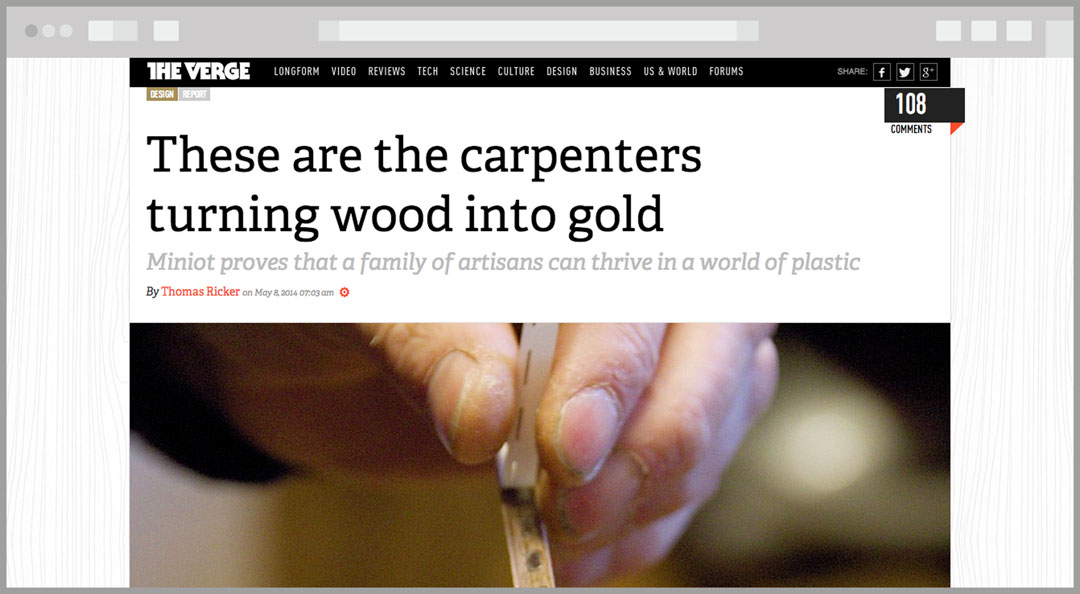 THE VERGE LONGFORM VIDEO REVIEWS TECH SCIENCE CULTURE DESIGN BUSINESS US & WORLD FORUMS SHARE: f g+
DESIGN REPORT
108
COMMENTS
These are the carpenters
turning wood into gold
Miniot proves that a family of artisans can thrive in a world of plastic
By Thomas Ricker on May 8, 2014 07:03 am